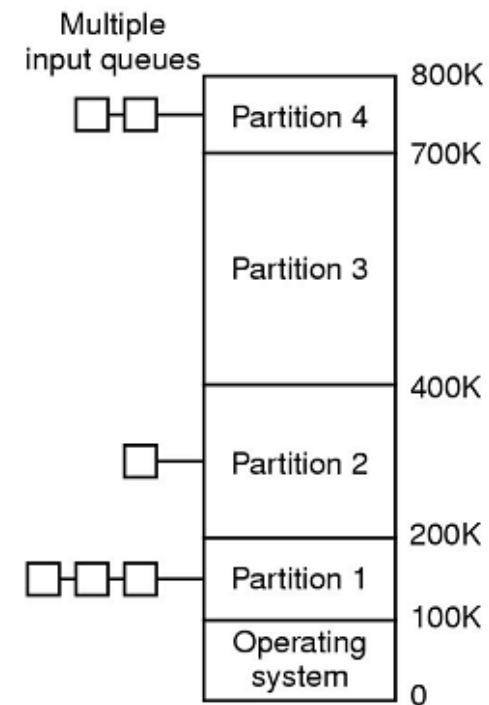 Multiple
input queues
800K
Partition 4
700K
Partition 3
400K
Partition 2
200K
Partition 1
100K
Operating
system
0